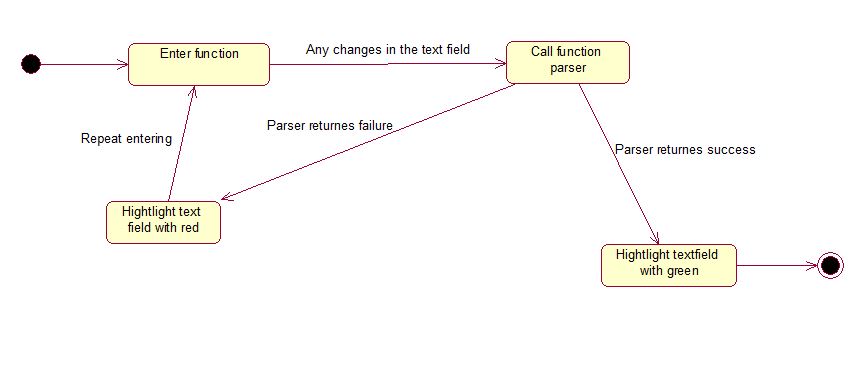 Enter function
Any changes in the text field
Call function
parser
Repeat entering
Parser returnes failure
Parser returnes success
Hightlight text
field with red
Hightlight textfield
with green